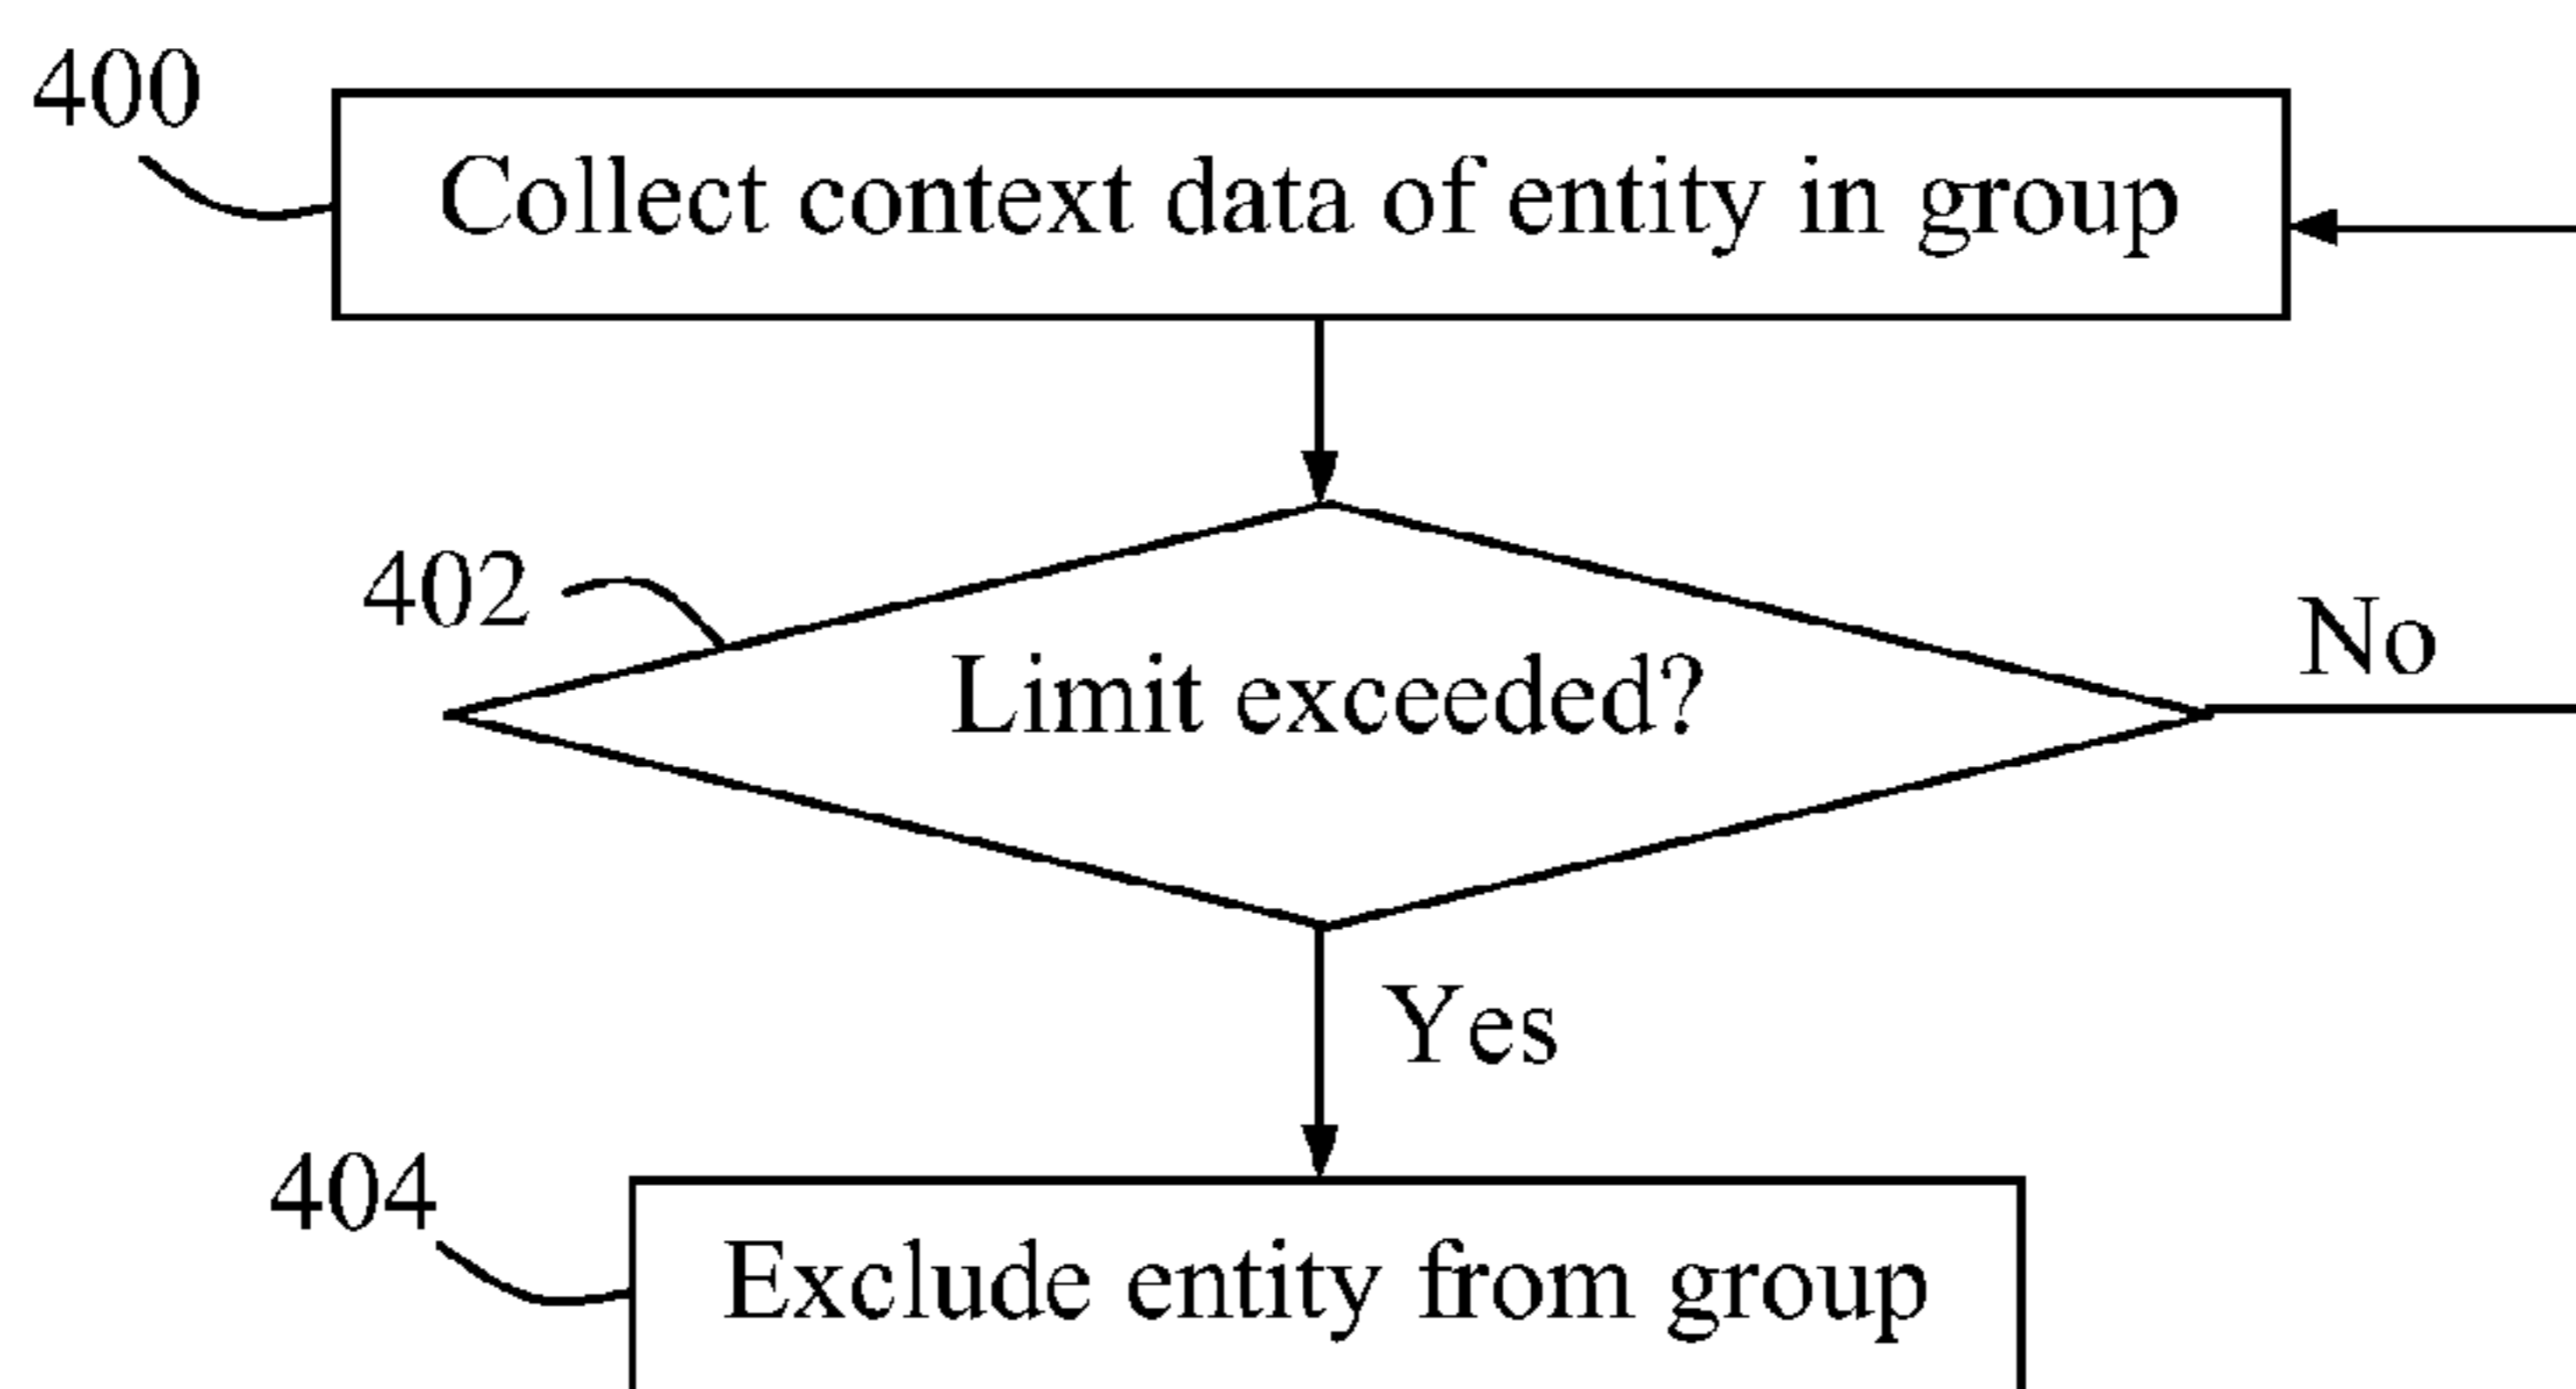 400
Collect context data of entity in group
402
Limit exceeded?
No
Yes
404
Exclude entity from group